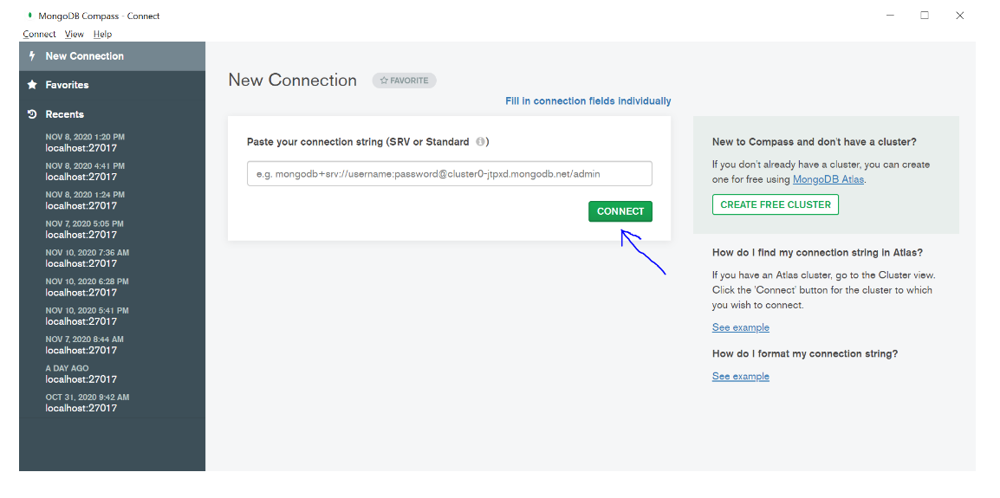 MongoDB Compass - Connect
Connect View Help
New Connection
Favorites
Recents
NOV 8, 2020 1:20 PM
localhost:27017
NOV 8, 2020 4:41 PM
localhost:27017
NOV 8, 2020 1:24 PM
localhost:27017
NOV 7, 2020 5:05 PM
localhost:27017
NOV 10, 2020 7:36 AM
localhost:27017
NOV 10, 2020 6:28 PM
localhost:27017
NOV 10, 2020 5:41 PM
localhost:27017
NOV 7, 2020 8:44 AM
localhost:27017
A DAY AGO
localhost:27017
OCT 31, 2020 9:42 AM
localhost:27017
New Connection
FAVORITE
Fill in connection fields individually
Paste your connection string (SRV or Standard )
e.g. mongodb+srv://username:password@cluster0-jtpxd.mongodb.net/admin
CONNECT
New to Compass and don't have a cluster?
If you don't already have a cluster, you can create
one for free using MongoDB Atlas.
CREATE FREE CLUSTER
How do I find my connection string in Atlas?
If you have an Atlas cluster, go to the Cluster view.
Click the 'Connect' button for the cluster to which
you wish to connect.
See example
How do I format my connection string?
See example